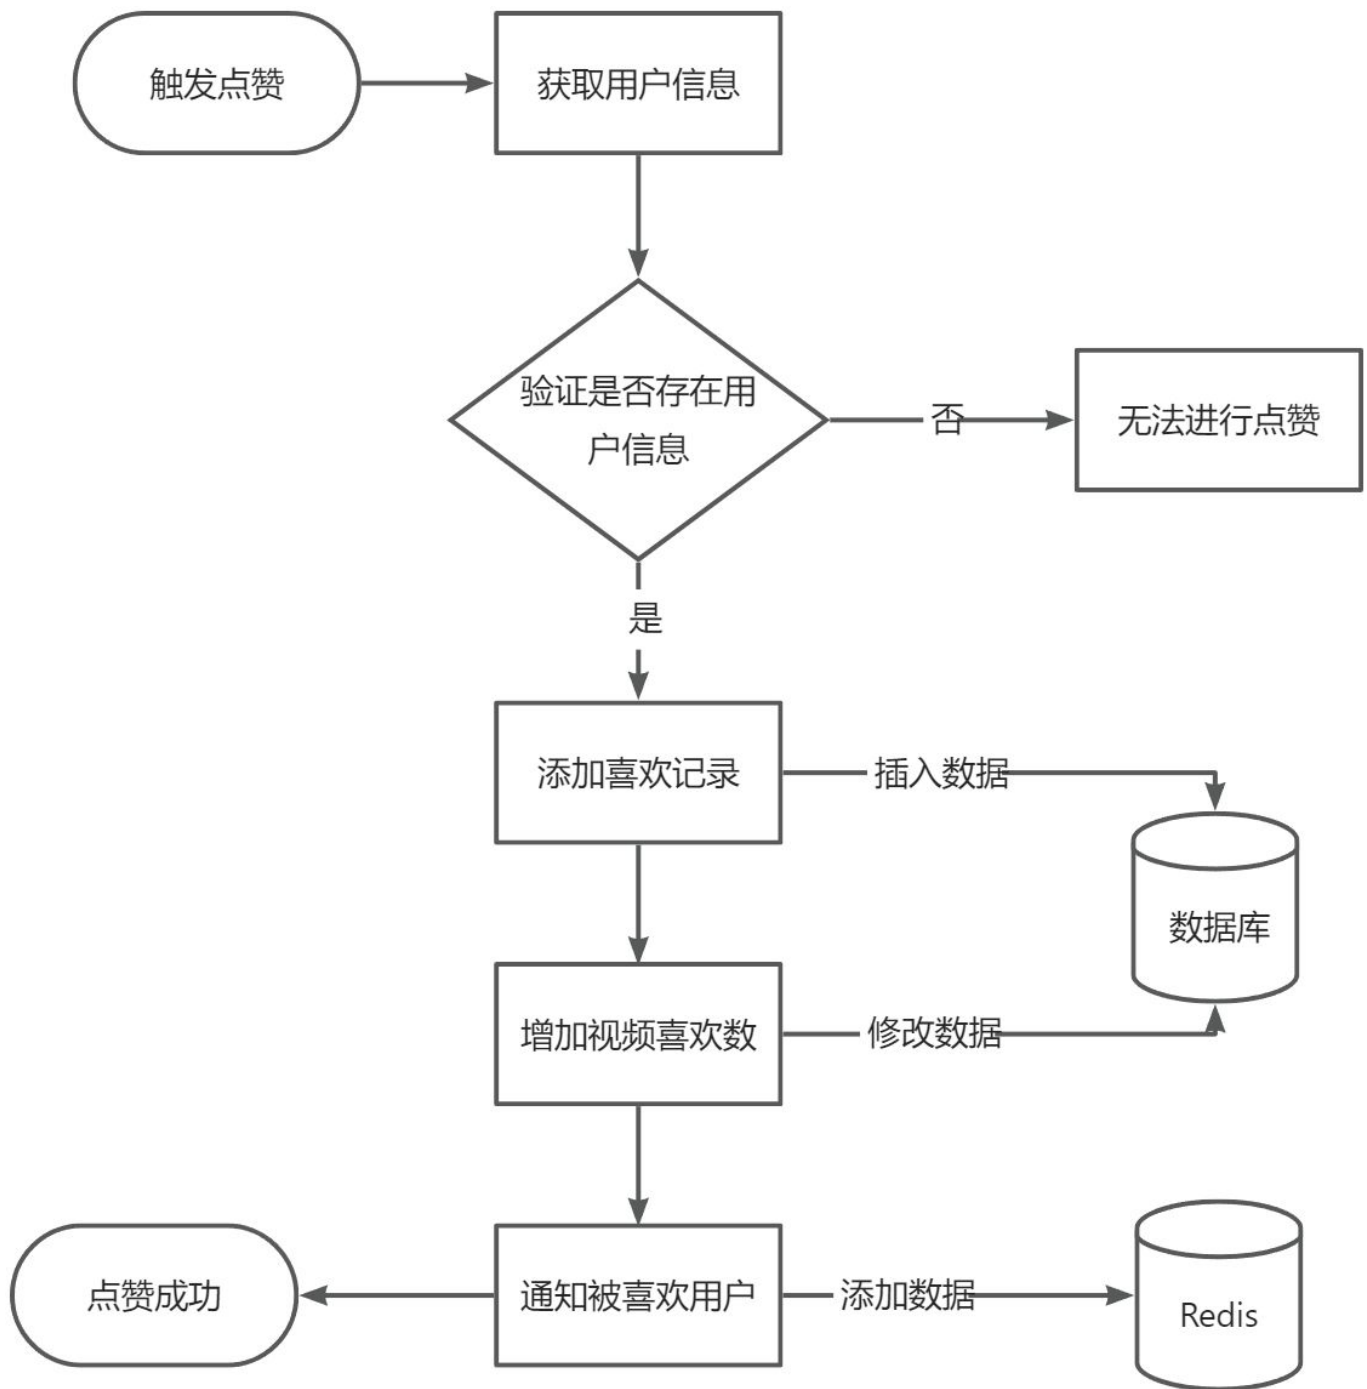 触发点赞
获取用户信息
验证是否存在用
户信息
否
无法进行点赞
是
添加喜欢记录
插入数据
数据库
增加视频喜欢数
修改数据
点赞成功
通知被喜欢用户
添加数据
Redis